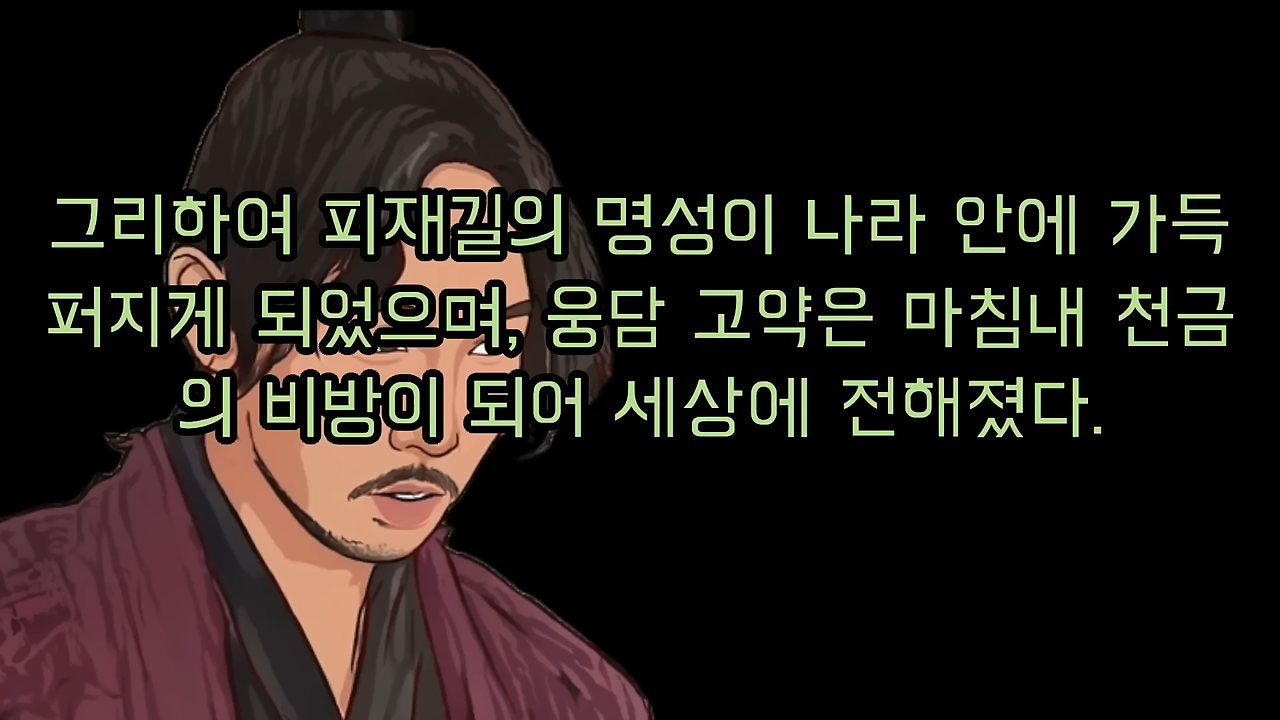 그리하여 피재길의 명성이 나라 안에 가득
퍼지게 되었으며, 웅담 고약은 마침내 천금
의 비방이 되어 세상에 전해졌다.